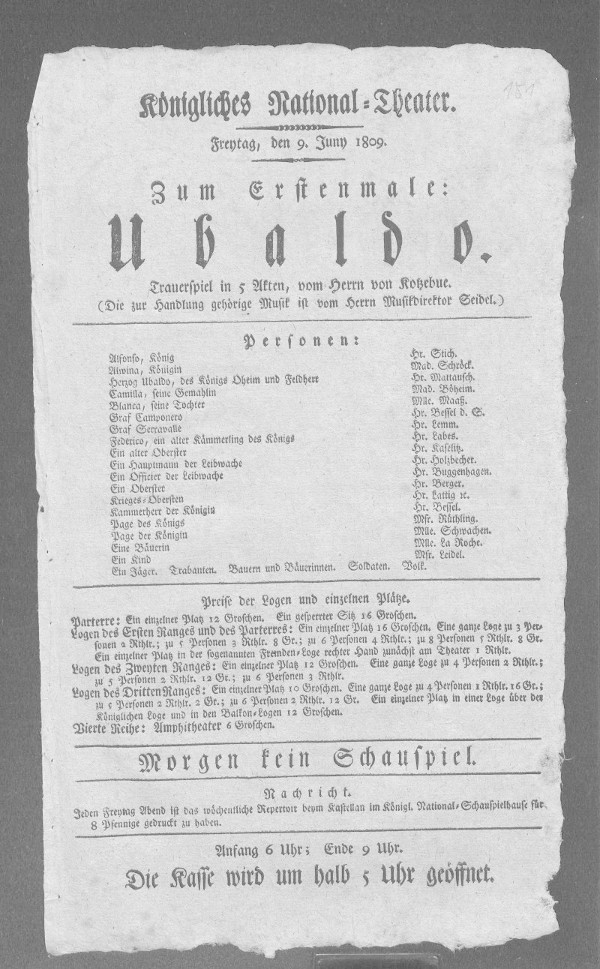 151
Königliches National-Theater.
Freytag, den 9. Juny 1809.
Zum Erstenmale:
Ubaldo.
Trauerspiel in 5 Akten, vom Herrn von Kotzebue.
(Die zur Handlung gehörige Musik ist vom Herrn Musikdirektor Seidel.)
Personen:
Alfonso, König Hr. Stich.
Alwina, Königin Mad. Schröck.
Herzog Ubaldo, des Königs Oheim und Feldherr Hr. Mattausch.
Camilla, seine Gemahlin Mad. Böheim.
Blanca, seine Tochter Mlle. Maaß.
Graf Camponero Hr. Bessel d. S.
Graf Serravalle Hr. Lemm.
Federico, ein alter Kämmerling des Königs Hr. Labes.
Ein alter Oberster Hr. Kaselitz.
Ein Hauptmann der Leibwache Hr. Holzbecher.
Ein Officier der Leibwache Hr. Buggenhagen.
Ein Oberster Hr. Berger.
Krieges-Obersten Hr. Lattig ꝛc.
Kammerherr der Königin Hr. Bessel.
Page des Königs Msr. Rüthling.
Page der Königin Mlle. Schwachen.
Eine Bäuerin Mlle. La Roche.
Ein Kind Msr. Leidel.
Ein Jäger. Trabanten. Bauern und Bäuerinnen. Soldaten. Volk.
Preise der Logen und einzelnen Plätze.
Parterre: Ein einzelner Platz 12 Groschen. Ein gesperrter Sitz 16 Groschen.
Logen des Ersten Ranges und des Parterres: Ein einzelner Platz 16 Groschen. Eine ganze Loge zu 3 Per-
sonen 2 Rthlr.; zu 5 Personen 3 Rthlr. 8 Gr.; zu 6 Personen 4 Rthlr.; zu 8 Personen 5 Rthlr. 8 Gr.
Ein einzelner Platz in der sogenannten Fremden-Loge rechter Hand zunächst am Theater 1 Rthlr.
Logen des Zweyten Ranges: Ein einzelner Platz 12 Groschen. Eine ganze Loge zu 4 Personen 2 Rthlr.;
zu 5 Personen 2 Rthlr. 12 Gr.; zu 6 Personen 3 Rthlr.
Logen des Dritten Ranges: Ein einzelner Platz 10 Groschen. Eine ganze Loge zu 4 Personen 1 Rthlr. 16 Gr.;
zu 5 Personen 2 Rthlr. 2 Gr.; zu 6 Personen 2 Rthlr. 12 Gr. Ein einzelner Platz in einer Loge über der
Königlichen Loge und in den Balkon-Logen 12 Groschen.
Vierte Reihe: Amphitheater 6 Groschen.
Morgen kein Schauspiel.
Nachricht.
Jeden Freytag Abend ist das wöchentliche Repertoir beym Kastellan im Königl. National-Schauspielhause für
8 Pfennige gedruckt zu haben.
Anfang 6 Uhr; Ende 9 Uhr.
Die Kasse wird um halb 5 Uhr geöffnet.